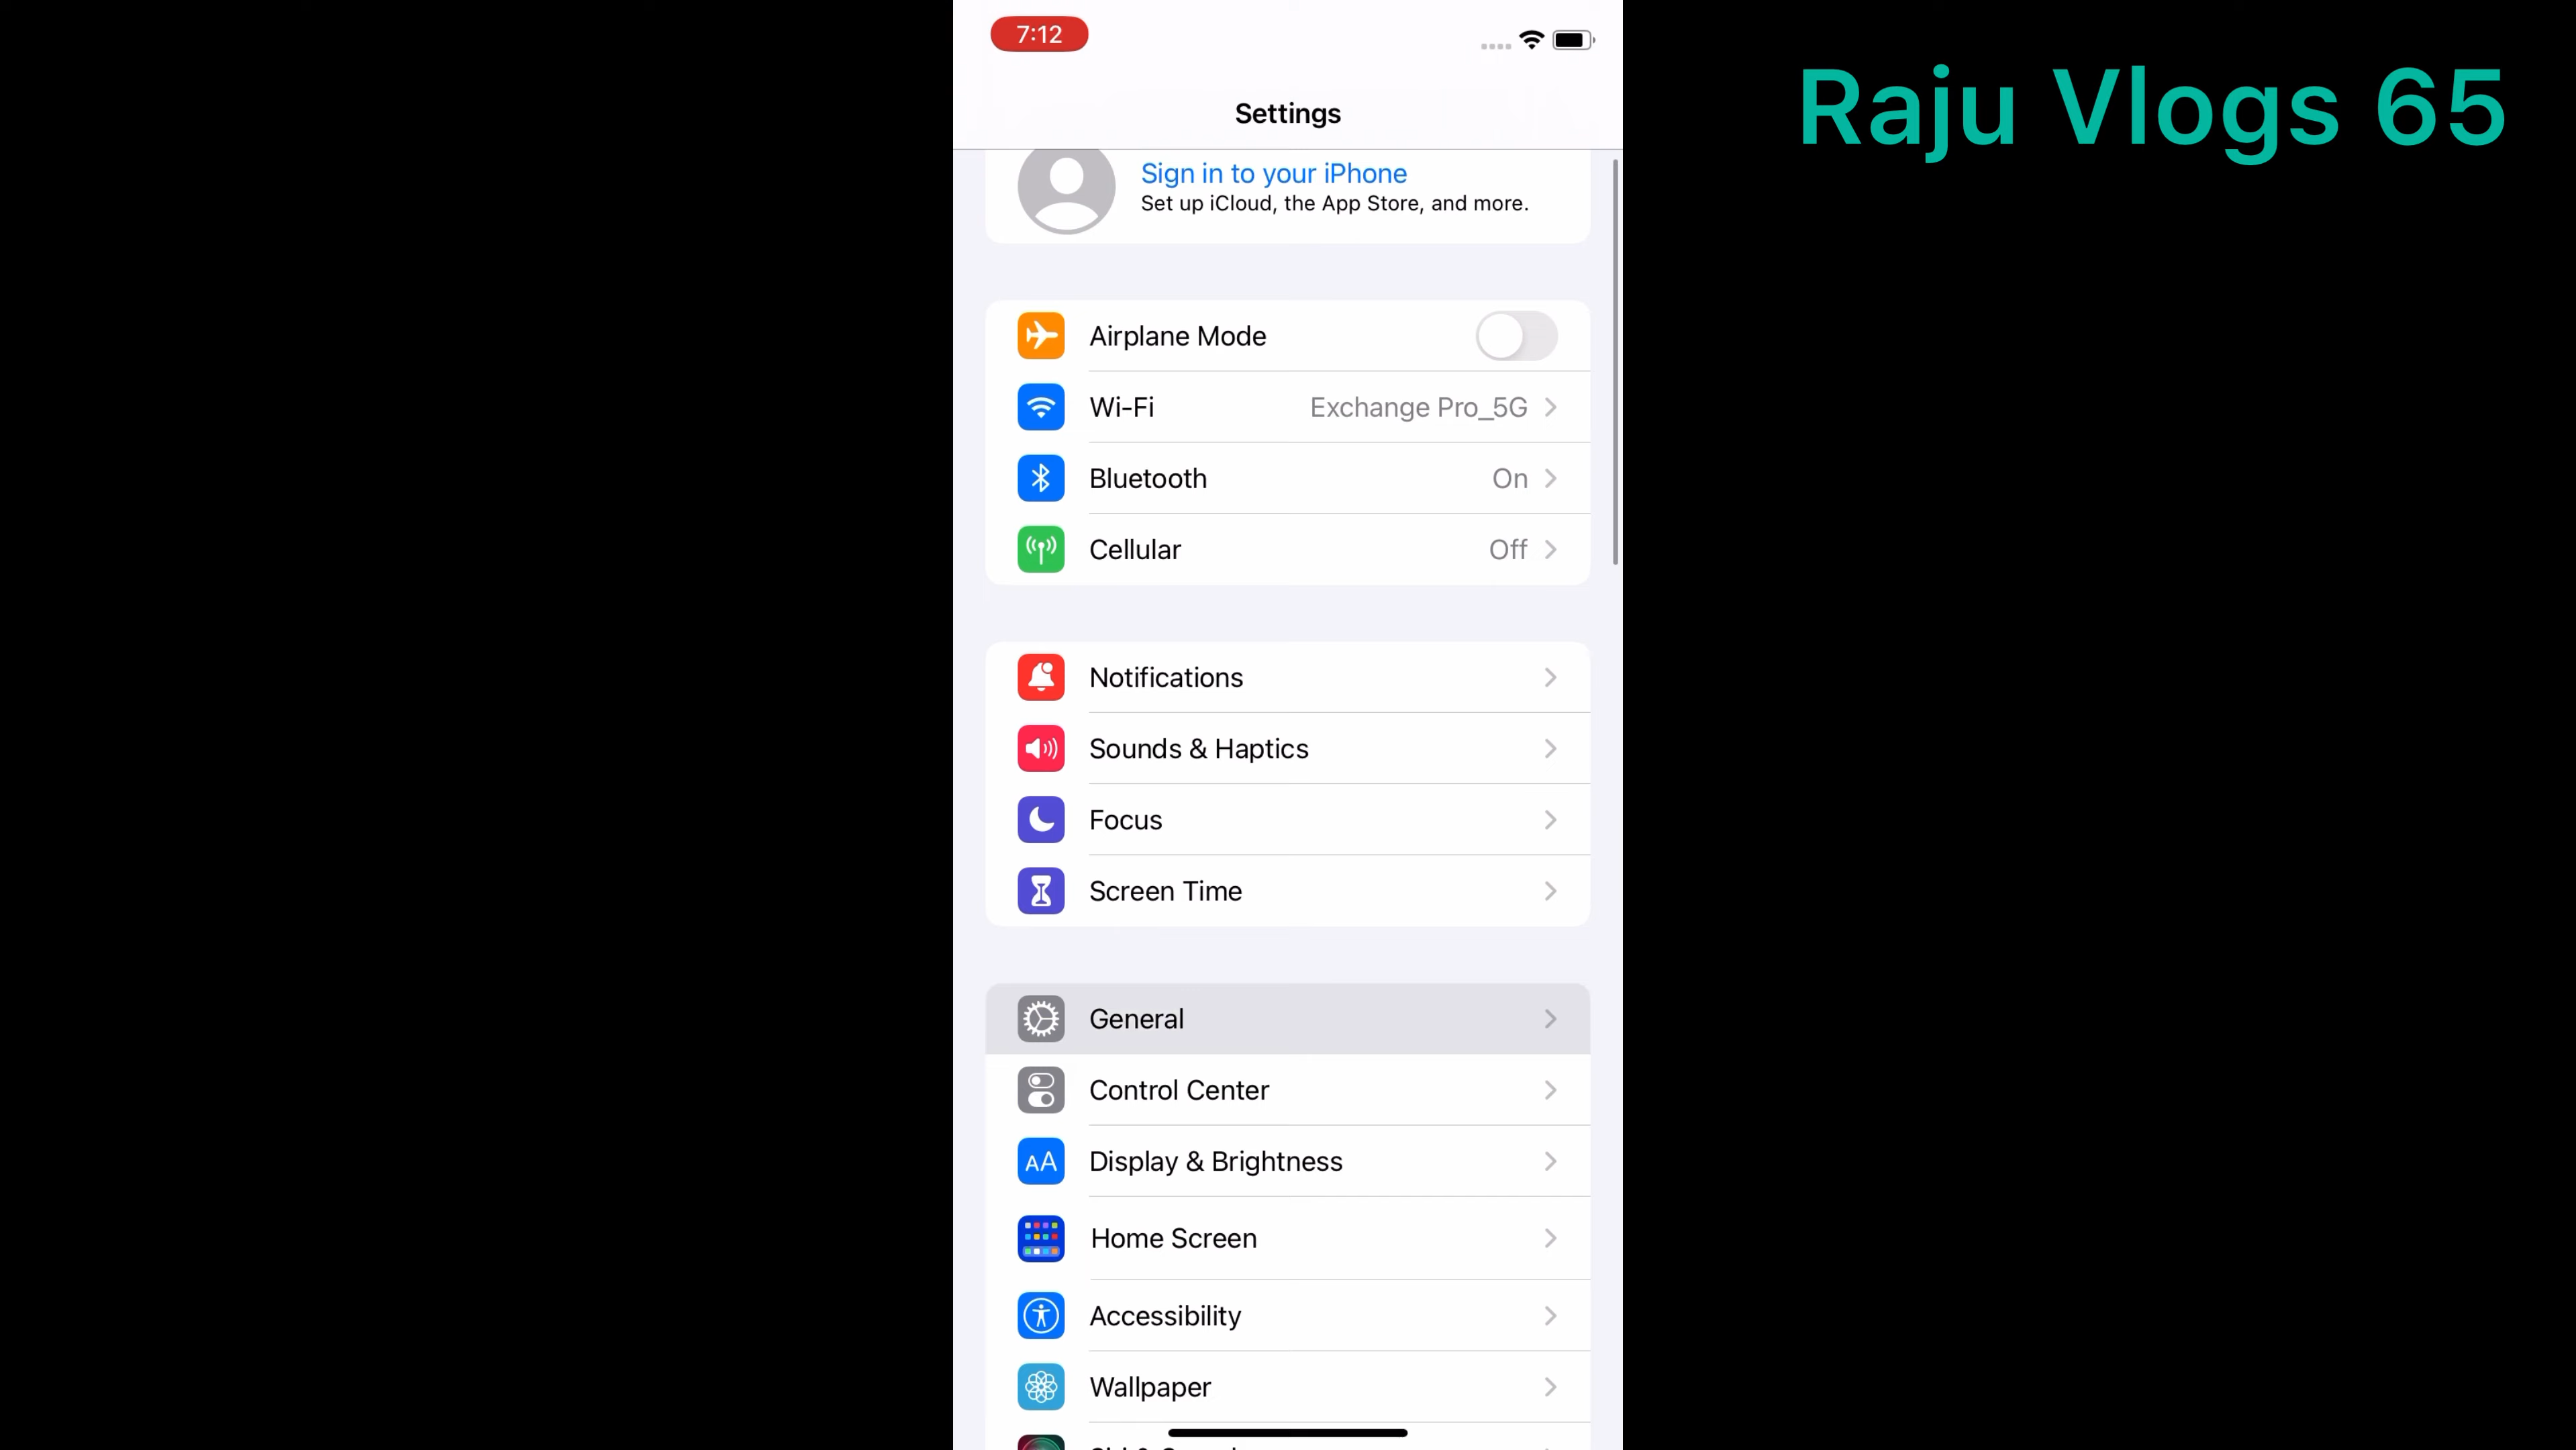 7:12
Raju Vlogs 65
Settings
Sign in to your iPhone
Set up iCloud, the App Store, and more.
Airplane Mode
Wi-Fi Exchange Pro_5G
Bluetooth On
Cellular Off
Notifications
Sounds & Haptics
Focus
Screen Time
General
Control Center
AA Display & Brightness
Home Screen
Accessibility
Wallpaper